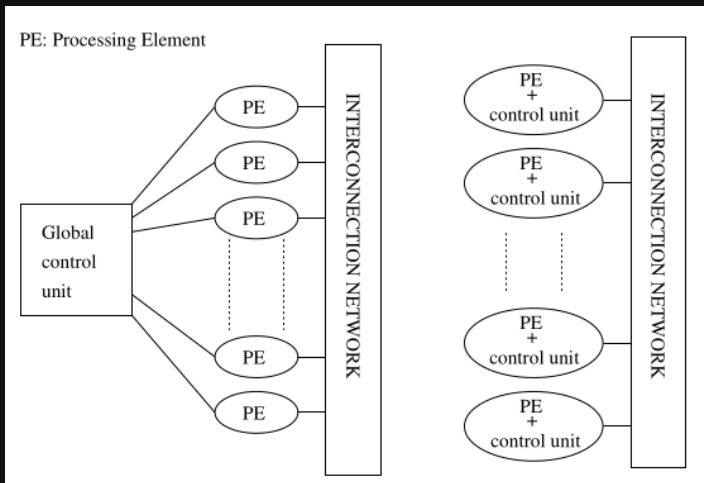 PE: Processing Element
PE
PE
PE
PE
PE
Global
control
unit
INTERCONNECTION NETWORK
PE
+
control unit
PE
+
control unit
PE
+
control unit
PE
+
control unit
INTERCONNECTION NETWORK